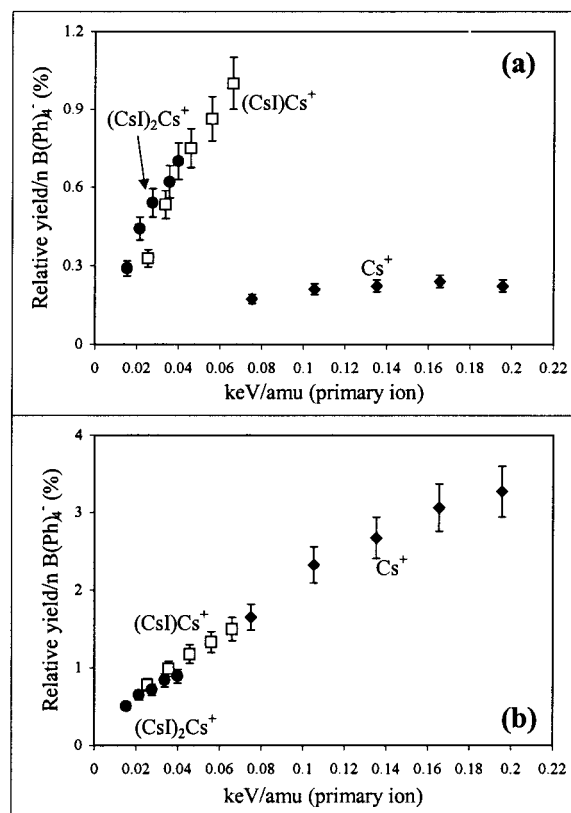 (a)
1.2
0.9
0.6
0.3
0
Relative yield/n B(Ph)₄⁻ (%)
(CsI)₂Cs⁺
(CsI)Cs⁺
Cs⁺
0 0.02 0.04 0.06 0.08 0.1 0.12 0.14 0.16 0.18 0.2 0.22
keV/amu (primary ion)
4
3
2
1
0
Relative yield/n B(Ph)₄⁻ (%)
Cs⁺
(CsI)Cs⁺
(CsI)₂Cs⁺
(b)
0 0.02 0.04 0.06 0.08 0.1 0.12 0.14 0.16 0.18 0.2 0.22
keV/amu (primary ion)